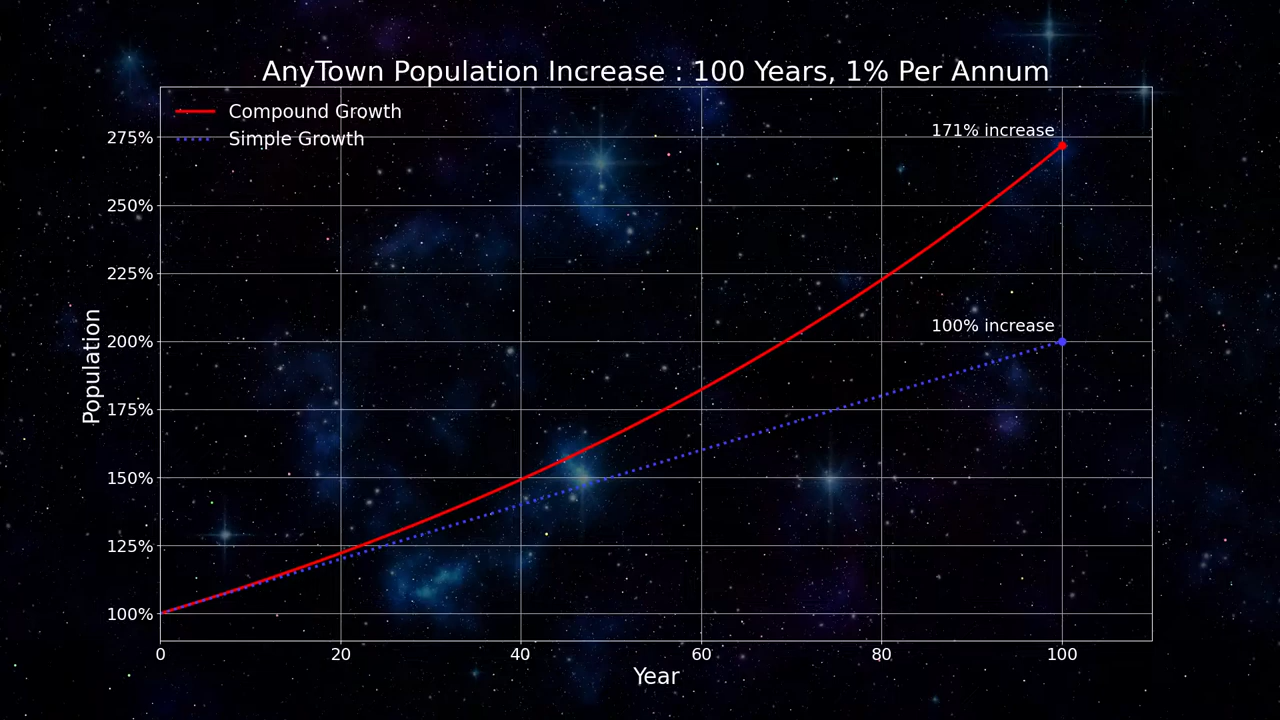 AnyTown Population Increase : 100 Years, 1% Per Annum
Compound Growth
Simple Growth
171% increase
100% increase
Population
275%
250%
225%
200%
175%
150%
125%
100%
0 20 40 60 80 100
Year